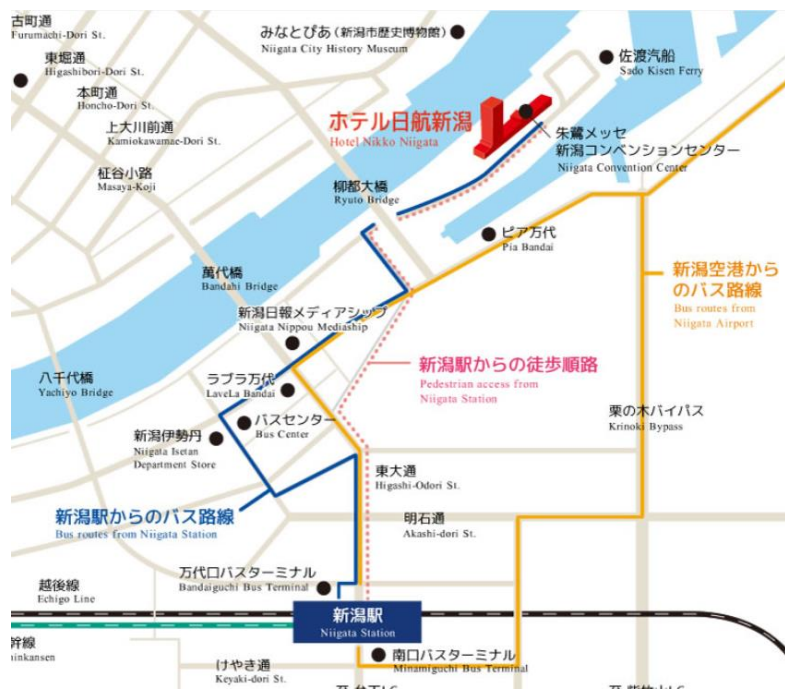 古町通
Furumachi-Dori St.
みなとぴあ（新潟市歴史博物館）
Niigata City History Museum
佐渡汽船
Sado Kisen Ferry
東堀通
Higashibori-Dori St.
本町通
Honcho-Dori St.
上大川前通
Kamiokawamae-Dori St.
ホテル日航新潟
Hotel Nikko Niigata
朱鷺メッセ
新潟コンベンションセンター
Niigata Convention Center
柾谷小路
Masaya-Koji
柳都大橋
Ryuto Bridge
ピア万代
Pia Bandai
萬代橋
Bandahi Bridge
新潟空港から
のバス路線
Bus routes from
Niigata Airport
新潟日報メディアシップ
Niigata Nippou Mediaship
新潟駅からの徒歩順路
Pedestrian access from
Niigata Station
八千代橋
Yachiyo Bridge
ラブラ万代
LaveLa Bandai
バスセンター
Bus Center
栗の木バイパス
Krinoki Bypass
新潟伊勢丹
Niigata Isetan
Department Store
東大通
Higashi-Odori St.
新潟駅からのバス路線
Bus routes from Niigata Station
明石通
Akashi-dori St.
万代口バスターミナル
Bandaiguchi Bus Terminal
越後線
Echigo Line
新潟駅
Niigata Station
幹線
inkansen
南口バスターミナル
Minamiguchi Bus Terminal
けやき通
Keyaki-dori St.